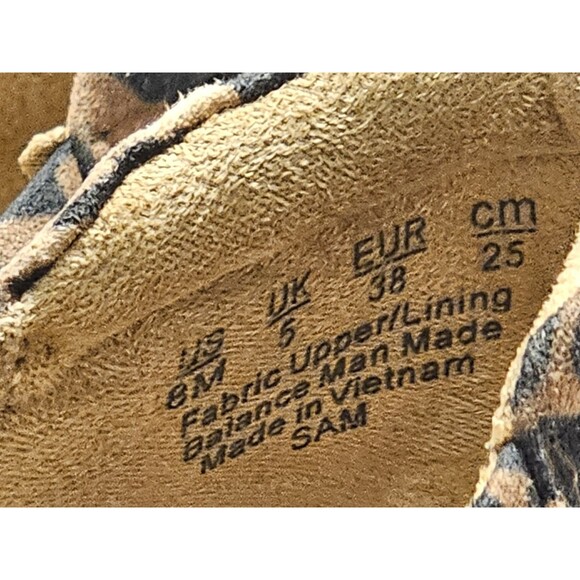 US UK EUR cm
8M 5 38 25
Fabric Upper/Lining
Balance Man Made
Made in Vietnam
SAM